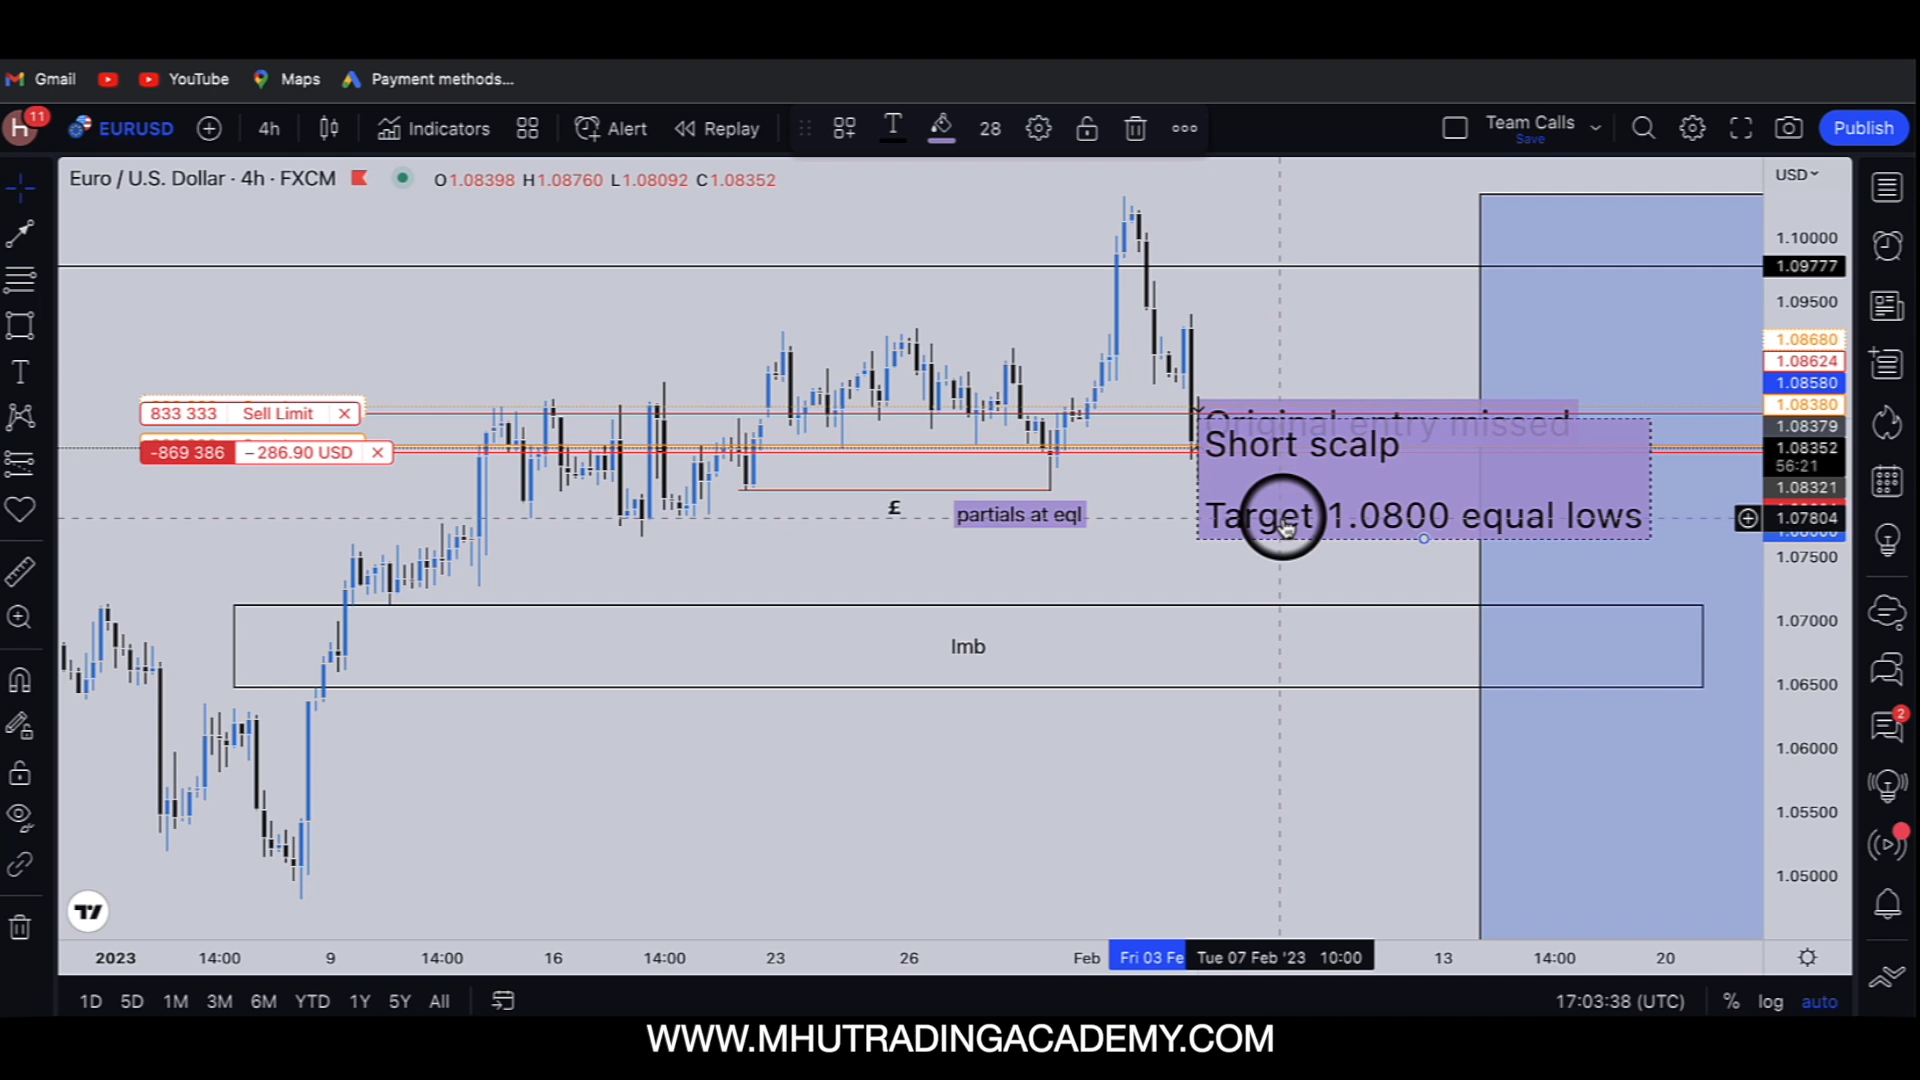 Gmail YouTube Maps Payment methods...
h 11 EURUSD 4h Indicators Alert Replay T 28 Team Calls Save Publish
Euro / U.S. Dollar · 4h · FXCM O1.08398 H1.08760 L1.08092 C1.08352
USD
1.10000
1.09777
1.09500
1.08680
1.08624
1.08580
1.08380
1.08379
1.08352
56:21
1.08321
1.07804
1.07500
1.07000
1.06500
1.06000
1.05500
1.05000
833 333 Sell Limit ×
-869 386 – 286.90 USD ×
Original entry missed
Short scalp
Target 1.0800 equal lows
£
partials at eql
Imb
2
2023 14:00 9 14:00 16 14:00 23 26 Feb Fri 03 Fe Tue 07 Feb '23 10:00 13 14:00 20
1D 5D 1M 3M 6M YTD 1Y 5Y All 17:03:38 (UTC) % log auto
WWW.MHUTRADINGACADEMY.COM